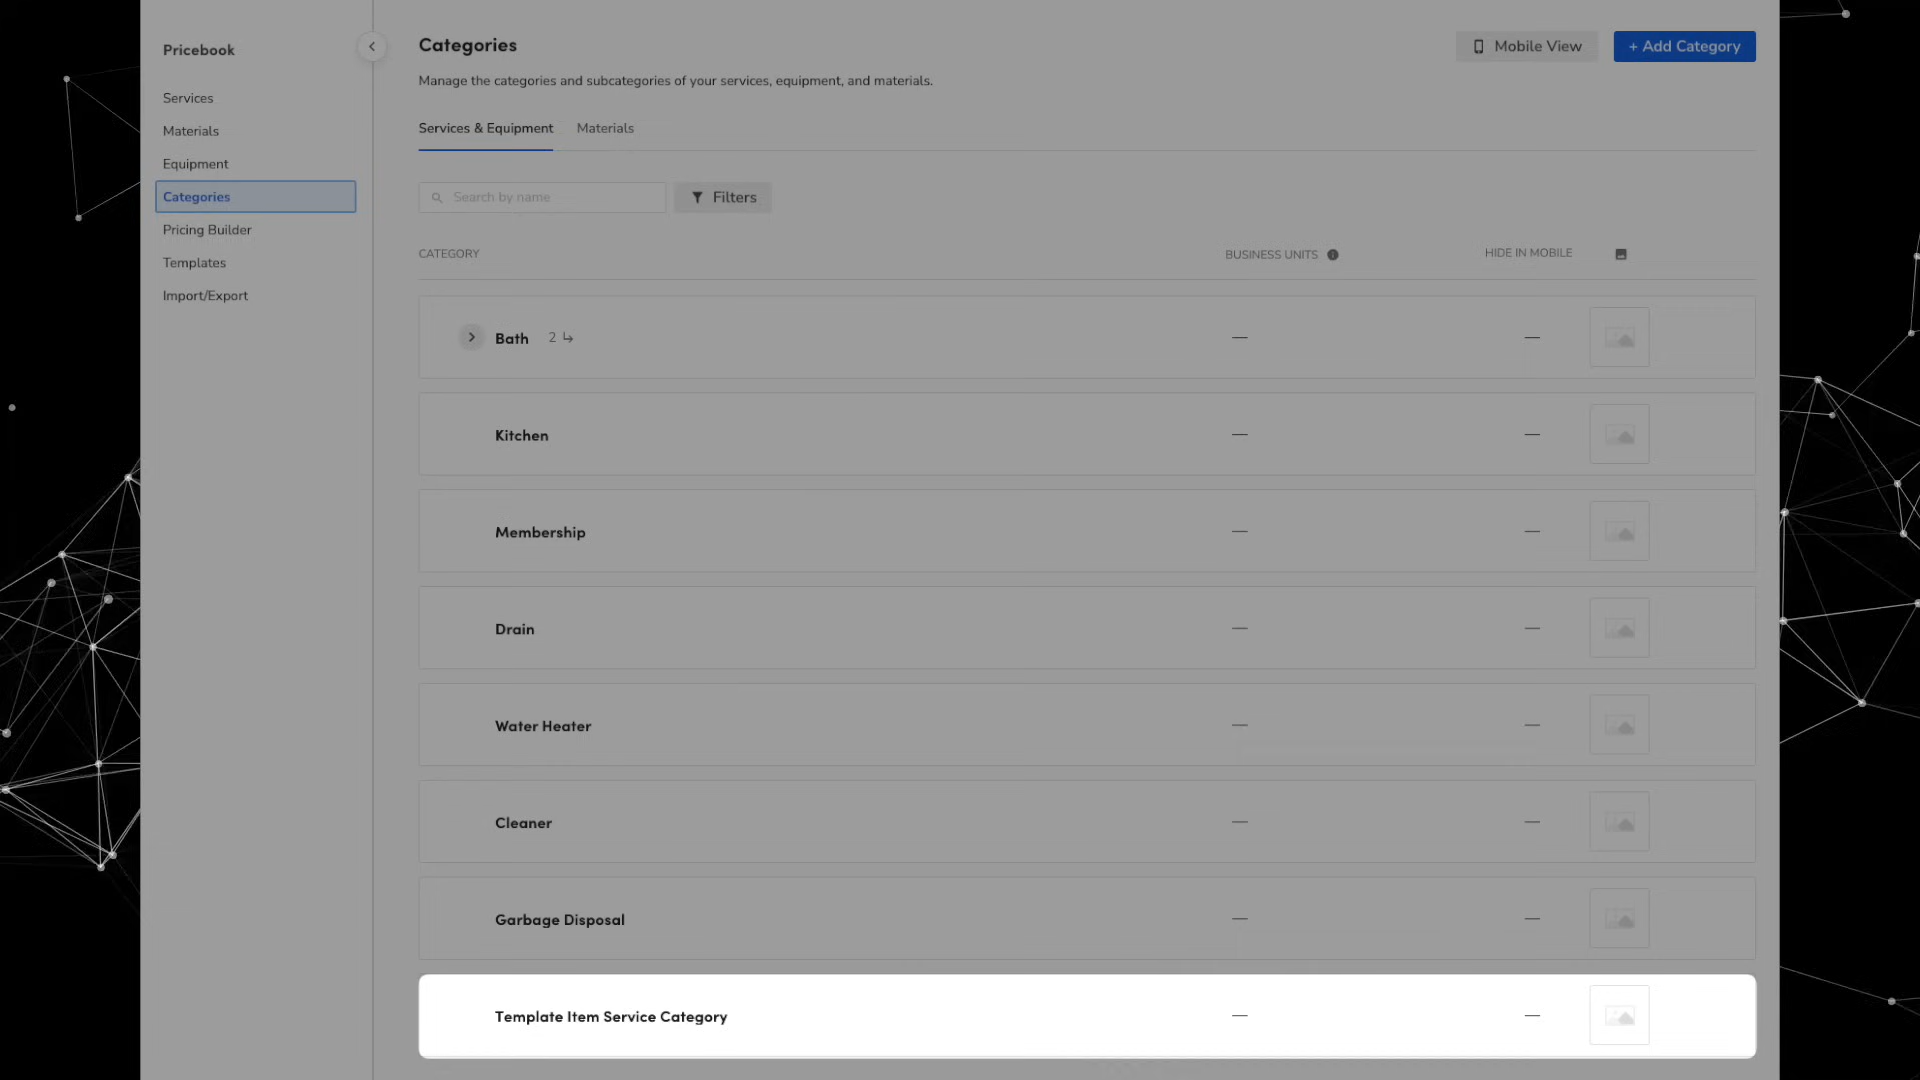 Pricebook
Services
Materials
Equipment
Categories
Pricing Builder
Templates
Import/Export
Categories
Mobile View
+ Add Category
Manage the categories and subcategories of your services, equipment, and materials.
Services & Equipment
Materials
Search by name
Filters
CATEGORY
BUSINESS UNITS
HIDE IN MOBILE
Bath 2
Kitchen
Membership
Drain
Water Heater
Cleaner
Garbage Disposal
Template Item Service Category